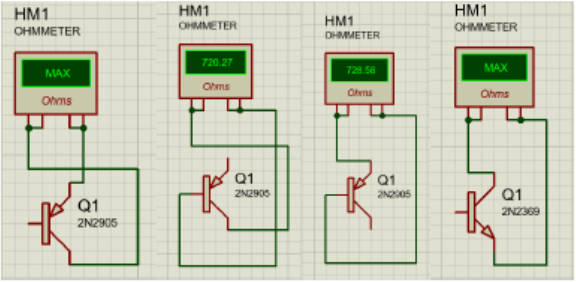 HM1
OHMMETER
MAX
Ohms
Q1
2N2905
HM1
OHMMETER
720.27
Ohms
Q1
2N2905
HM1
OHMMETER
728.58
Ohms
Q1
2N2905
HM1
OHMMETER
MAX
Ohms
Q1
2N2369